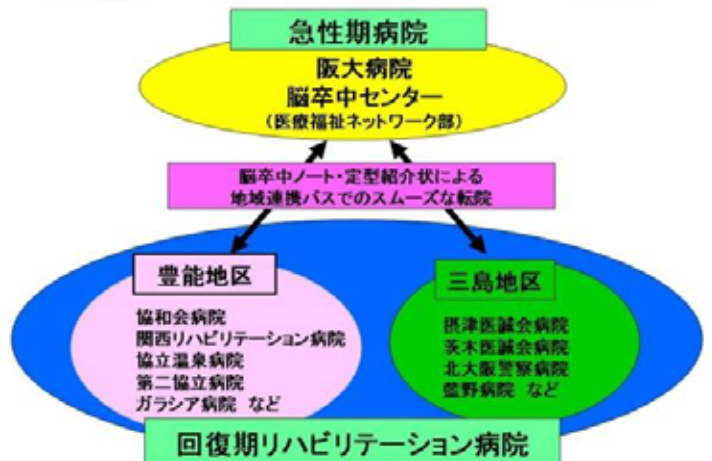 急性期病院
阪大病院
脳卒中センター
(医療福祉ネットワーク部)
脳卒中ノート・定型紹介状による
地域連携パスでのスムーズな転院
豊能地区
協和会病院
関西リハビリテーション病院
協立温泉病院
第二協立病院
ガラシア病院 など
三島地区
摂津医誠会病院
茨木医誠会病院
北大阪警察病院
藍野病院 など
回復期リハビリテーション病院